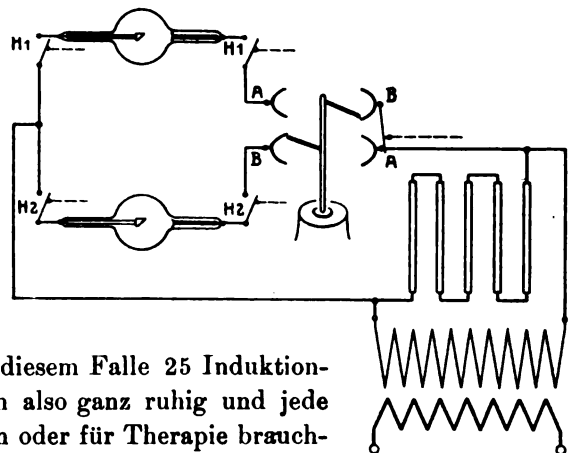 H1 H1
A B
B A
H2 H2
diesem Falle 25 Induktion-
also ganz ruhig und jede
oder für Therapie brauch-